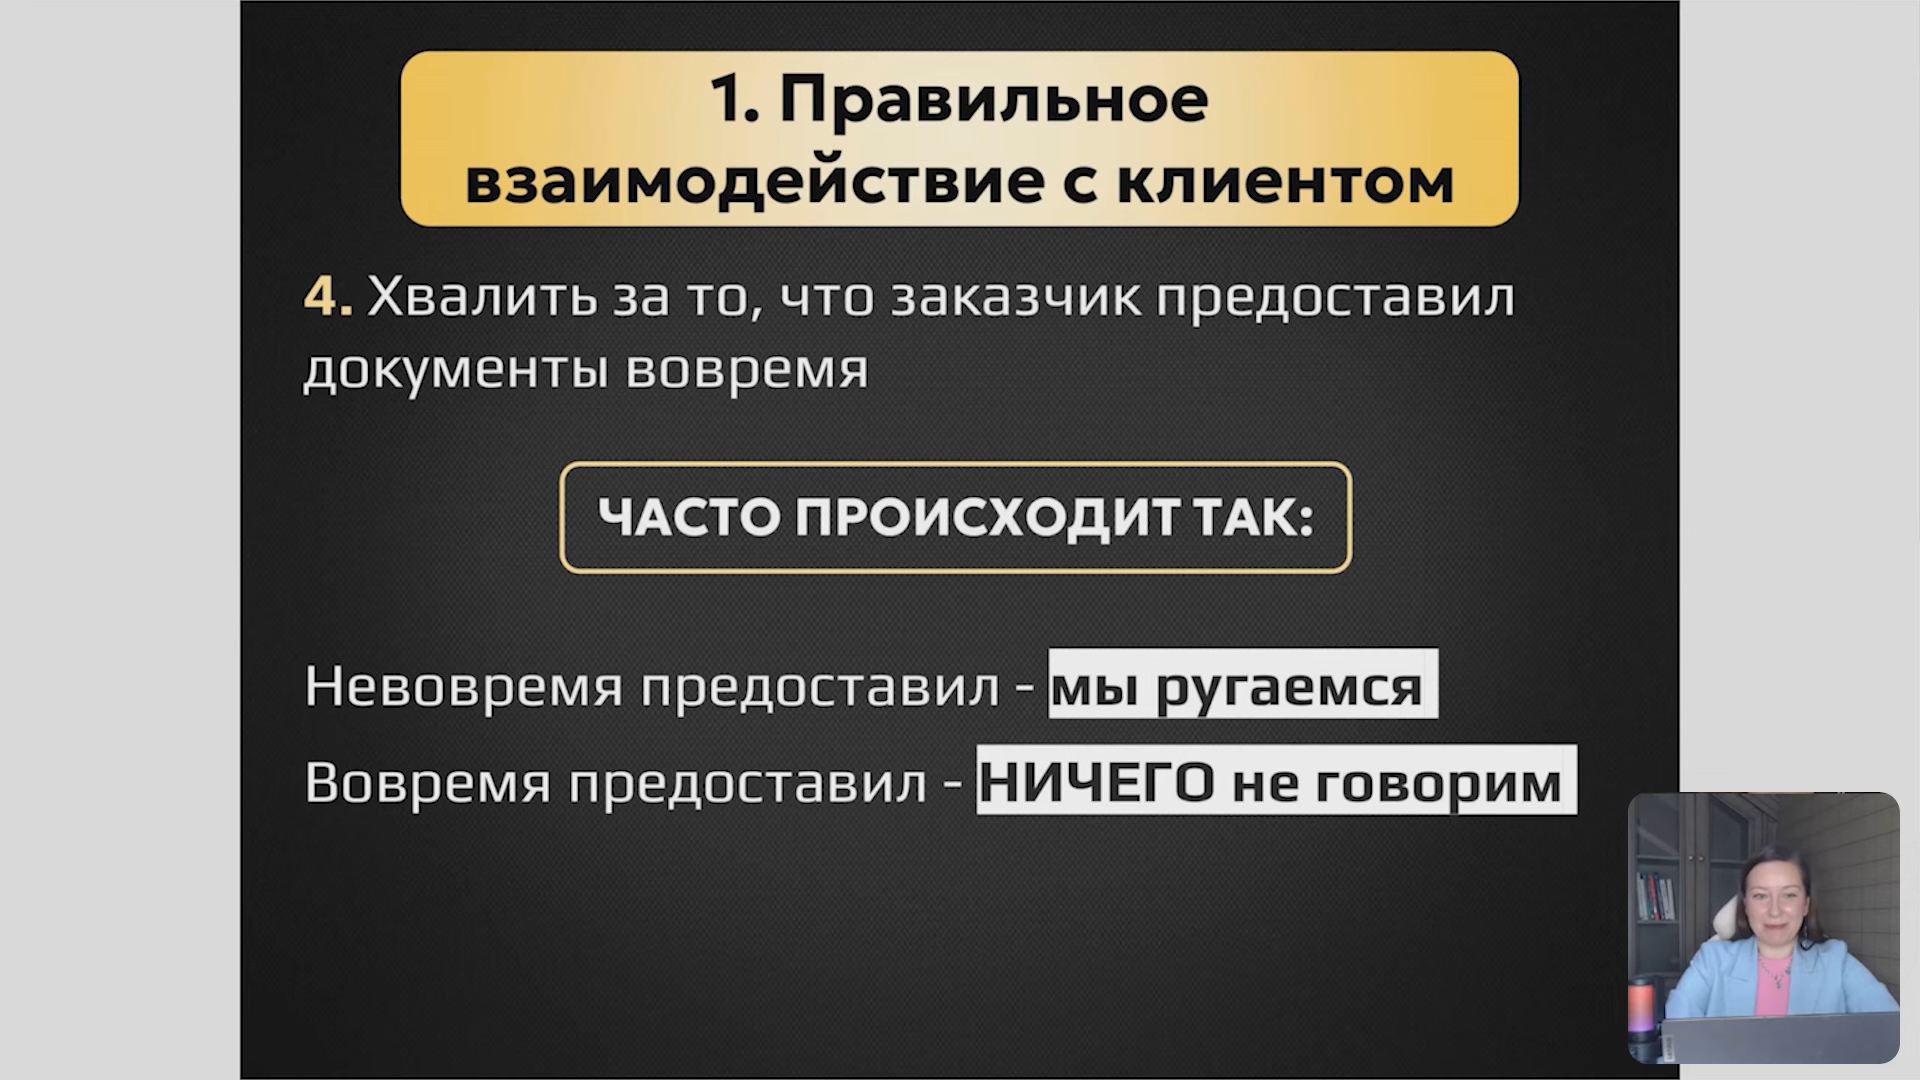 1. Правильное
взаимодействие с клиентом
4. Хвалить за то, что заказчик предоставил
документы вовремя
ЧАСТО ПРОИСХОДИТ ТАК:
Невовремя предоставил - мы ругаемся
Вовремя предоставил - НИЧЕГО не говорим